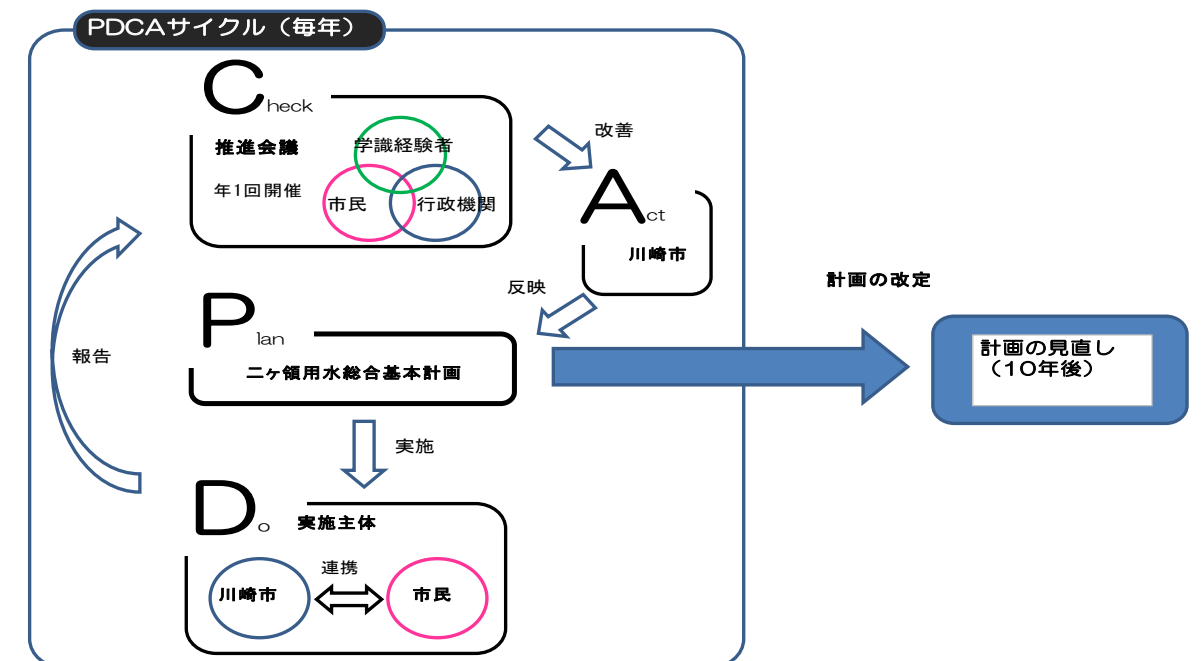 PDCAサイクル（毎年）
Check
推進会議
年1回開催
学識経験者
市民
行政機関
改善
Act
川崎市
反映
Plan
二ヶ領用水総合基本計画
計画の改定
計画の見直し
（10年後）
報告
実施
Do
実施主体
川崎市
連携
市民